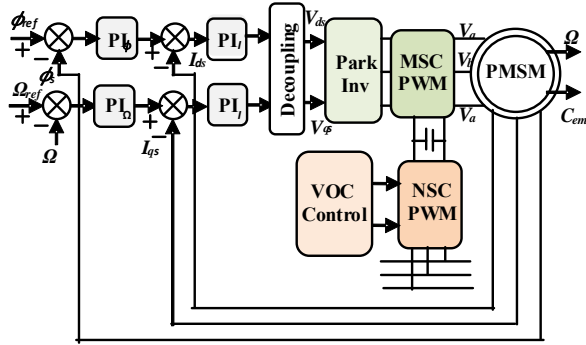 ϕref
PIϕ
Ids
PII
Decoupling
Vds
Park
Inv
MSC
PWM
Va
Vb
Va
PMSM
Ω
Cem
ϕs
Ωref
PIΩ
Iqs
PII
Vqs
Ω
VOC
Control
NSC
PWM